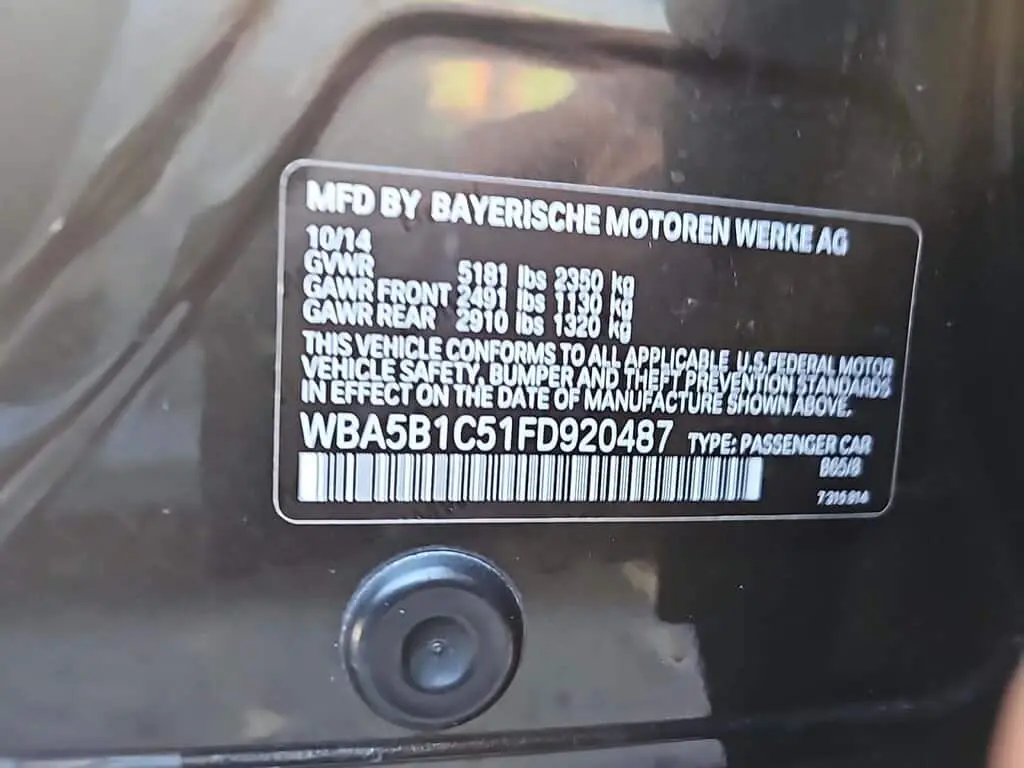 MFD BY BAYERISCHE MOTOREN WERKE AG
10/14
GVWR 5181 lbs 2350 kg
GAWR FRONT 2491 lbs 1130 kg
GAWR REAR 2910 lbs 1320 kg
THIS VEHICLE CONFORMS TO ALL APPLICABLE U.S. FEDERAL MOTOR
VEHICLE SAFETY, BUMPER AND THEFT PREVENTION STANDARDS
IN EFFECT ON THE DATE OF MANUFACTURE SHOWN ABOVE.
WBA5B1C51FD920487 TYPE: PASSENGER CAR